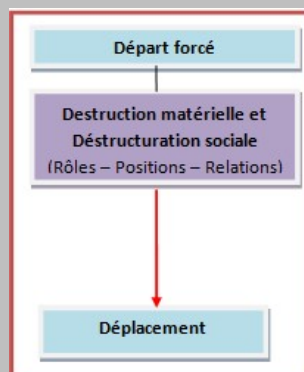 Départ forcé
Destruction matérielle et
Déstructuration sociale
(Rôles – Positions – Relations)
Déplacement